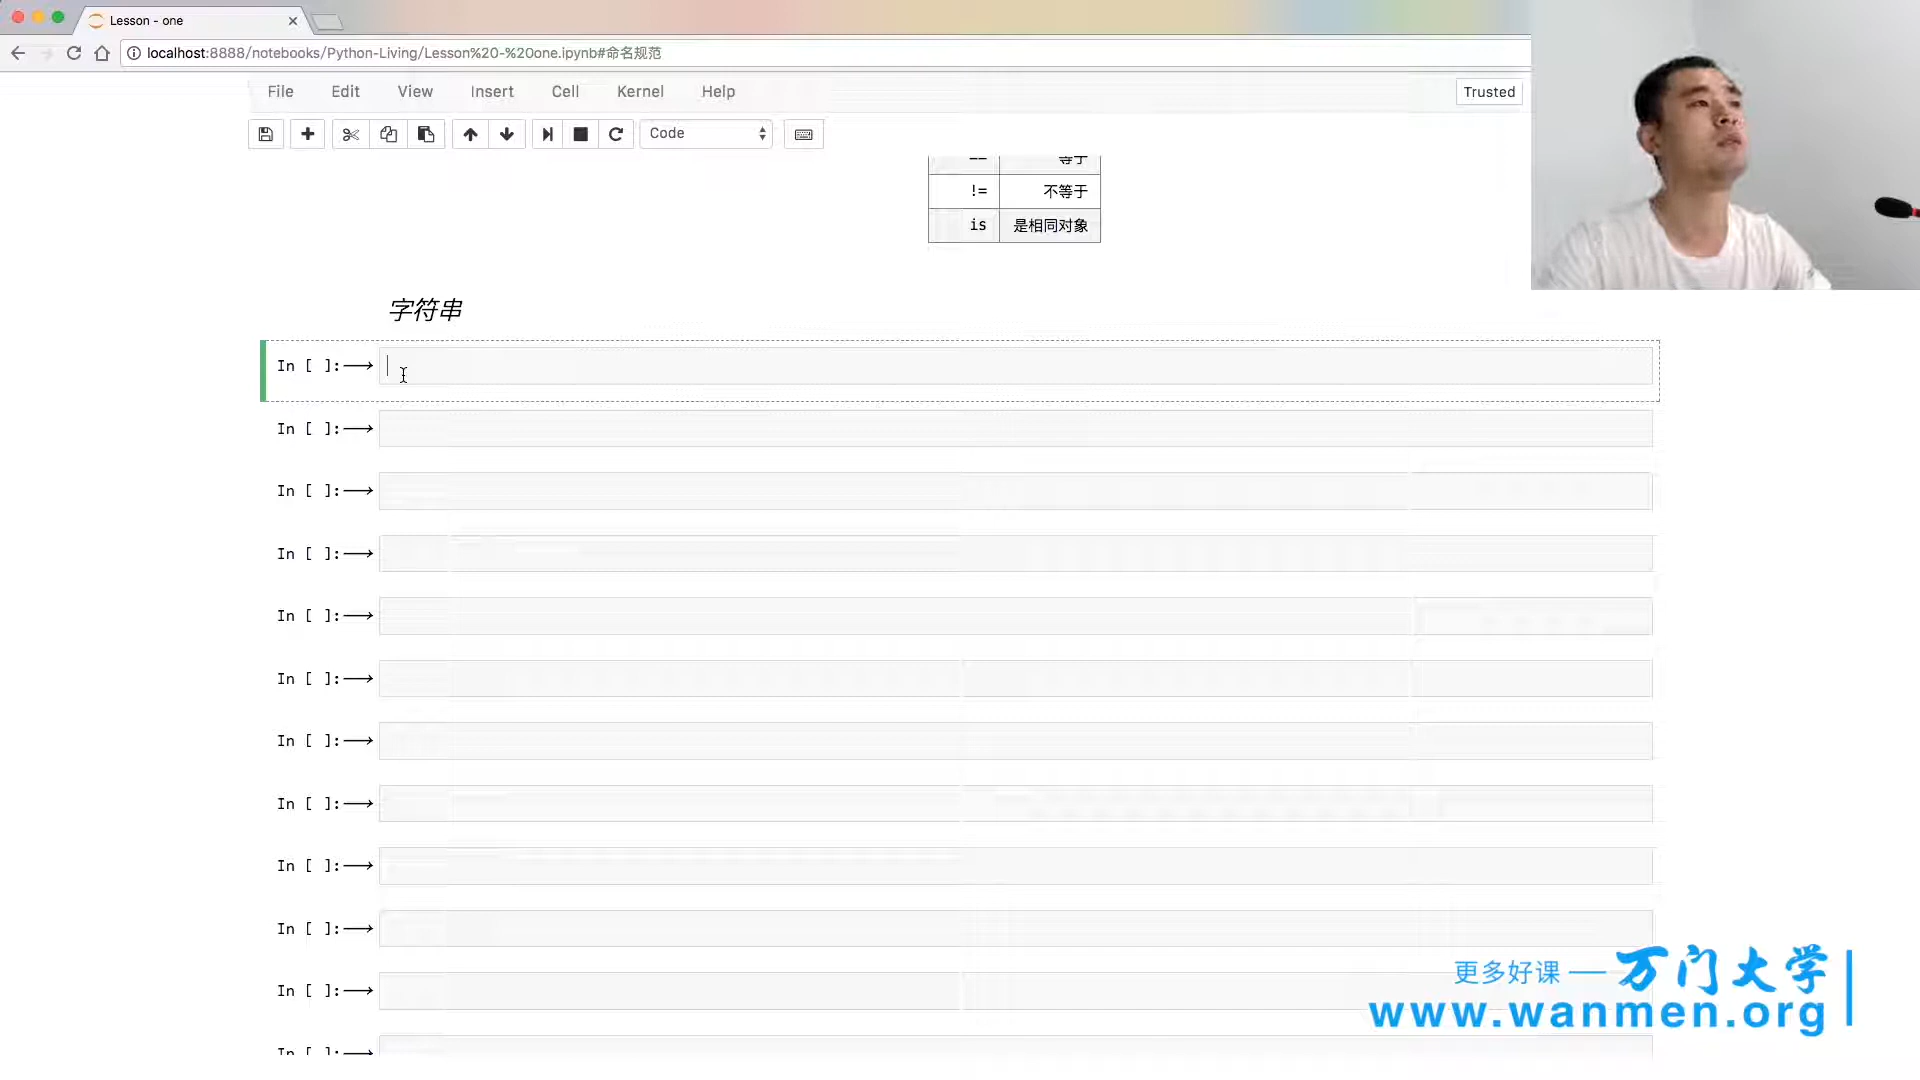 Lesson - one
localhost:8888/notebooks/Python-Living/Lesson%20-%20one.ipynb#命名规范
File Edit View Insert Cell Kernel Help Trusted
Code
== 等于
!= 不等于
is 是相同对象
字符串
In [ ]:
In [ ]:
In [ ]:
In [ ]:
In [ ]:
In [ ]:
In [ ]:
In [ ]:
In [ ]:
In [ ]:
In [ ]:
In [ ]:
更多好课 — 万门大学
www.wanmen.org